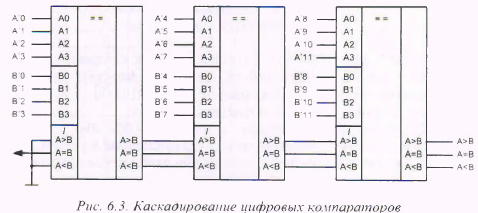 A'0 A0 == A'4 A0 == A'8 A0 ==
A'1 A1 A'5 A1 A'9 A1
A'2 A2 A'6 A2 A'10 A2
A'3 A3 A'7 A3 A'11 A3
B'0 B0 B'4 B0 B'8 B0
B'1 B1 B'5 B1 B'9 B1
B'2 B2 B'6 B2 B'10 B2
B'3 B3 B'7 B3 B'11 B3
I I I
A>B A>B A>B A>B A>B A>B A>B
A=B A=B A=B A=B A=B A=B A=B
A<B A<B A<B A<B A<B A<B A<B
Рис. 6.3. Каскадирование цифровых компараторов